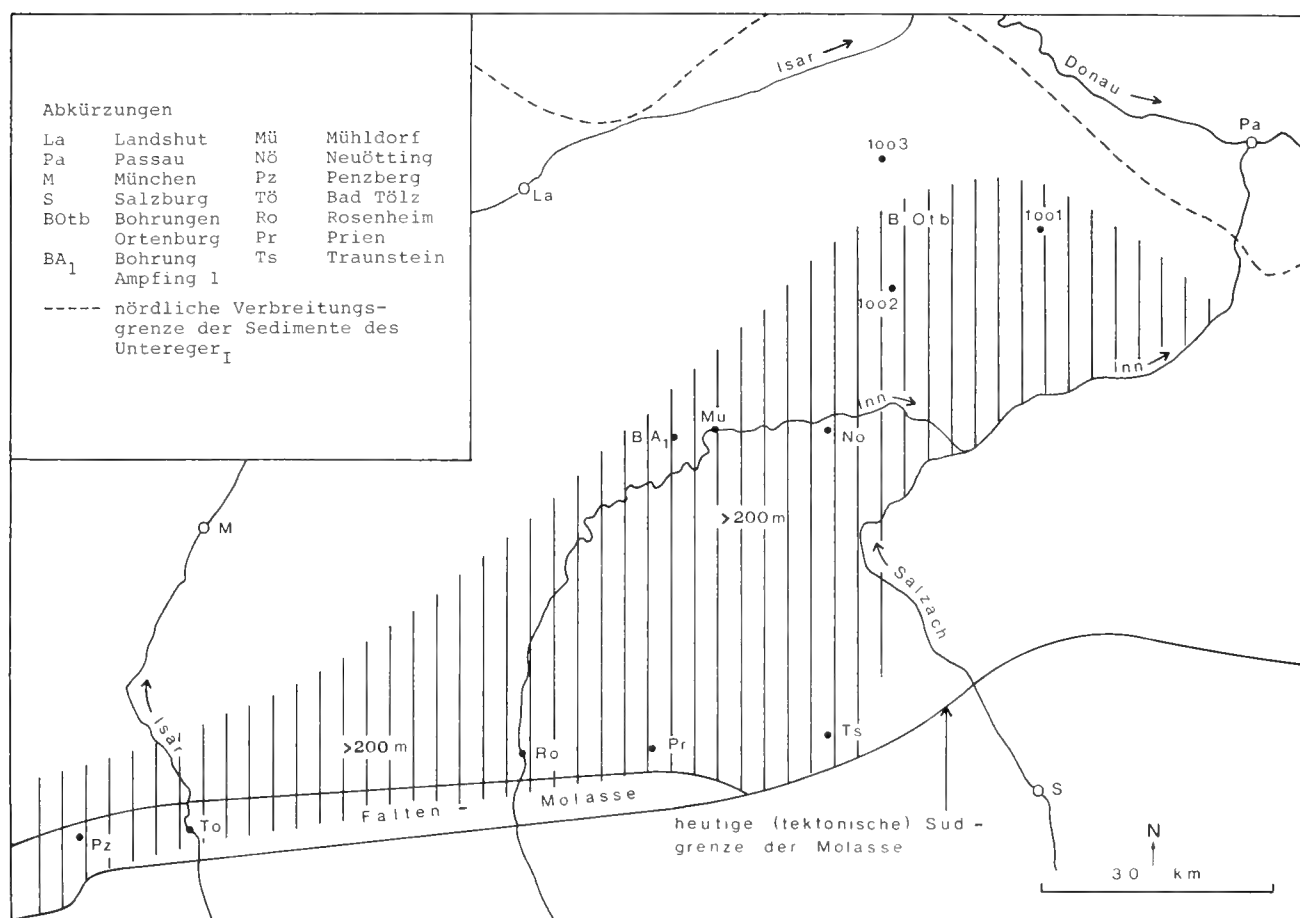 Abkürzungen
La Landshut Mü Mühldorf
Pa Passau Nö Neuötting
M München Pz Penzberg
S Salzburg Tö Bad Tölz
BOtb Bohrungen Ro Rosenheim
Ortenburg Pr Prien
BA1 Bohrung Ts Traunstein
Ampfing 1
----- nördliche Verbreitungs-
grenze der Sedimente des
Untereger I
Isar
Donau
Pa
1oo3
La
B Otb
1oo1
1oo2
Inn
Inn
Mu
B A1
No
>200m
M
Salzach
Isar
>200m
Ro
Pr
Ts
Falten-
Molasse
To
Pz
S
heutige (tektonische) Sud-
grenze der Molasse
N
30 km